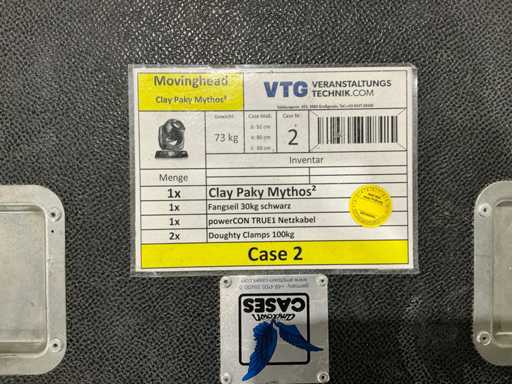 Movinghead
Clay Paky Mythos²
VTG VERANSTALTUNGS
TECHNIK.COM
Gewicht
73 kg
Case Maß:
Case Nr.
2
Inventar
Menge
1x Clay Paky Mythos²
1x Fangseil 30kg schwarz
1x powerCON TRUE1 Netzkabel
2x Doughty Clamps 100kg
Case 2
amptown
CASES